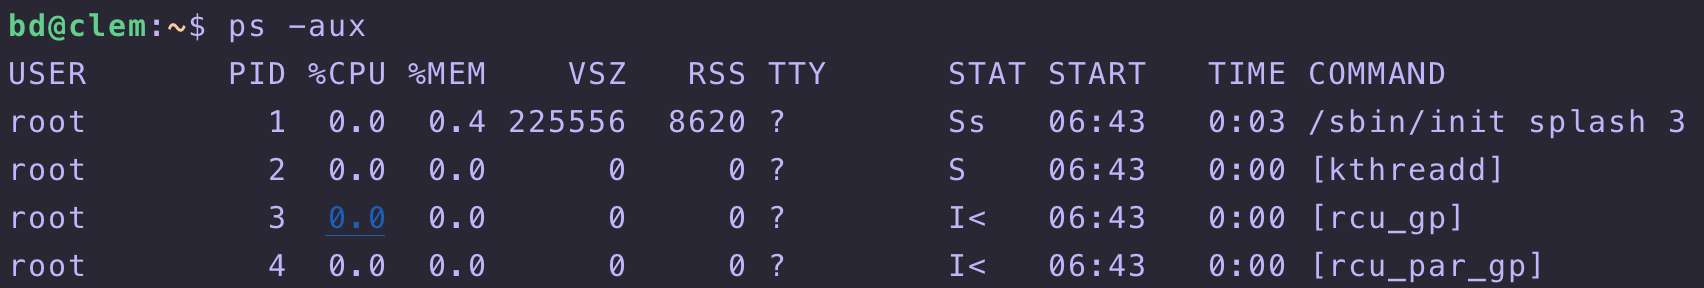 bd@clem:~$ ps -aux
USER       PID %CPU %MEM    VSZ   RSS TTY      STAT START   TIME COMMAND
root         1  0.0  0.4 225556  8620 ?        Ss   06:43   0:03 /sbin/init splash 3
root         2  0.0  0.0      0     0 ?        S    06:43   0:00 [kthreadd]
root         3  0.0  0.0      0     0 ?        I<   06:43   0:00 [rcu_gp]
root         4  0.0  0.0      0     0 ?        I<   06:43   0:00 [rcu_par_gp]